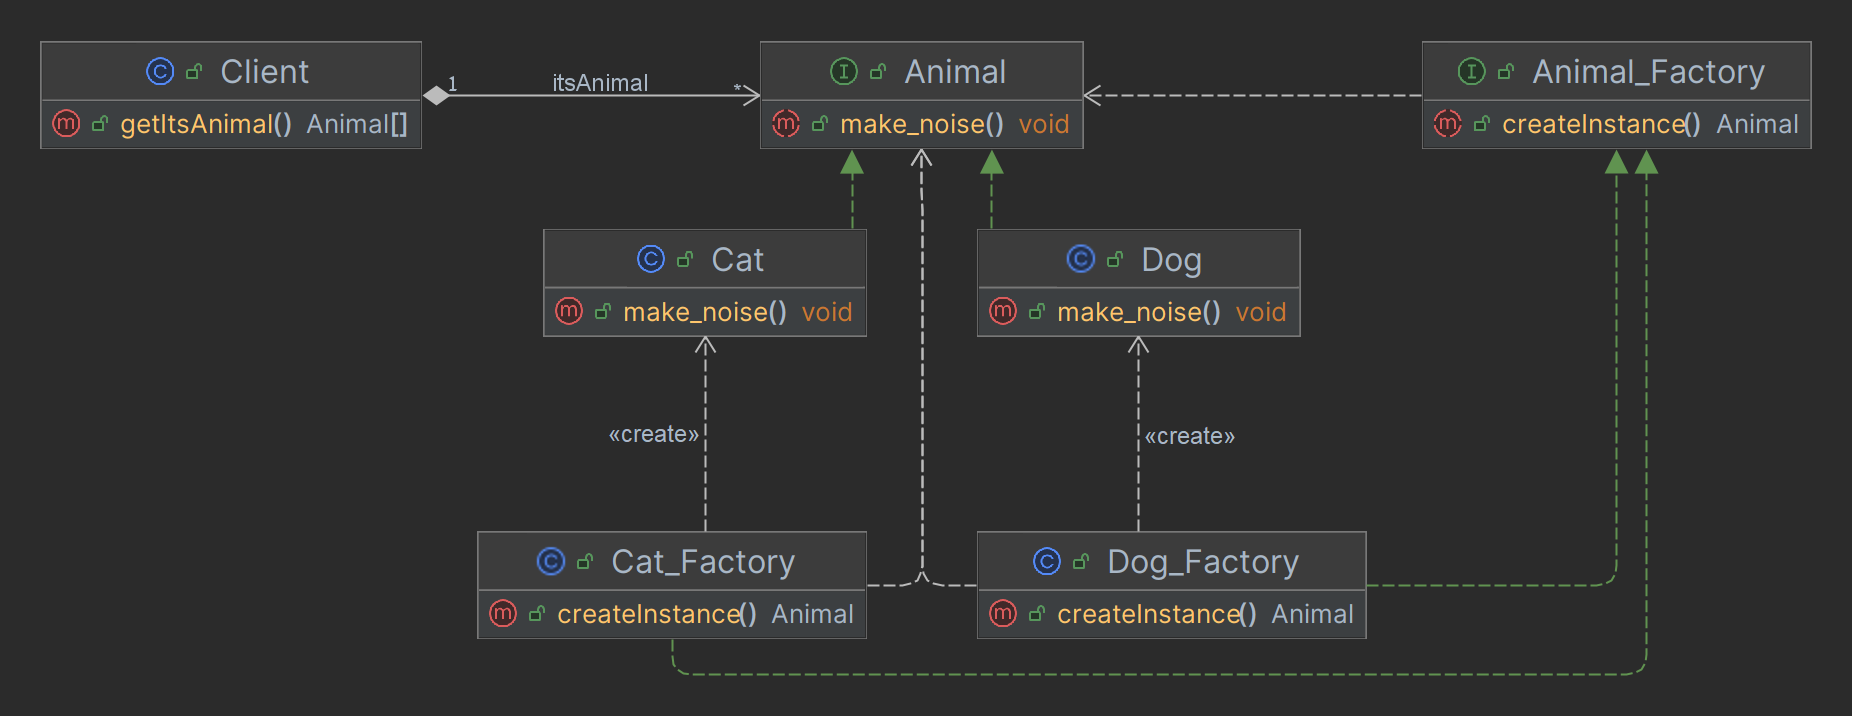 C Client
m getItsAnimal() Animal[]
1 itsAnimal *
I Animal
m make_noise() void
I Animal_Factory
m createInstance() Animal
C Cat
m make_noise() void
C Dog
m make_noise() void
«create»
«create»
C Cat_Factory
m createInstance() Animal
C Dog_Factory
m createInstance() Animal